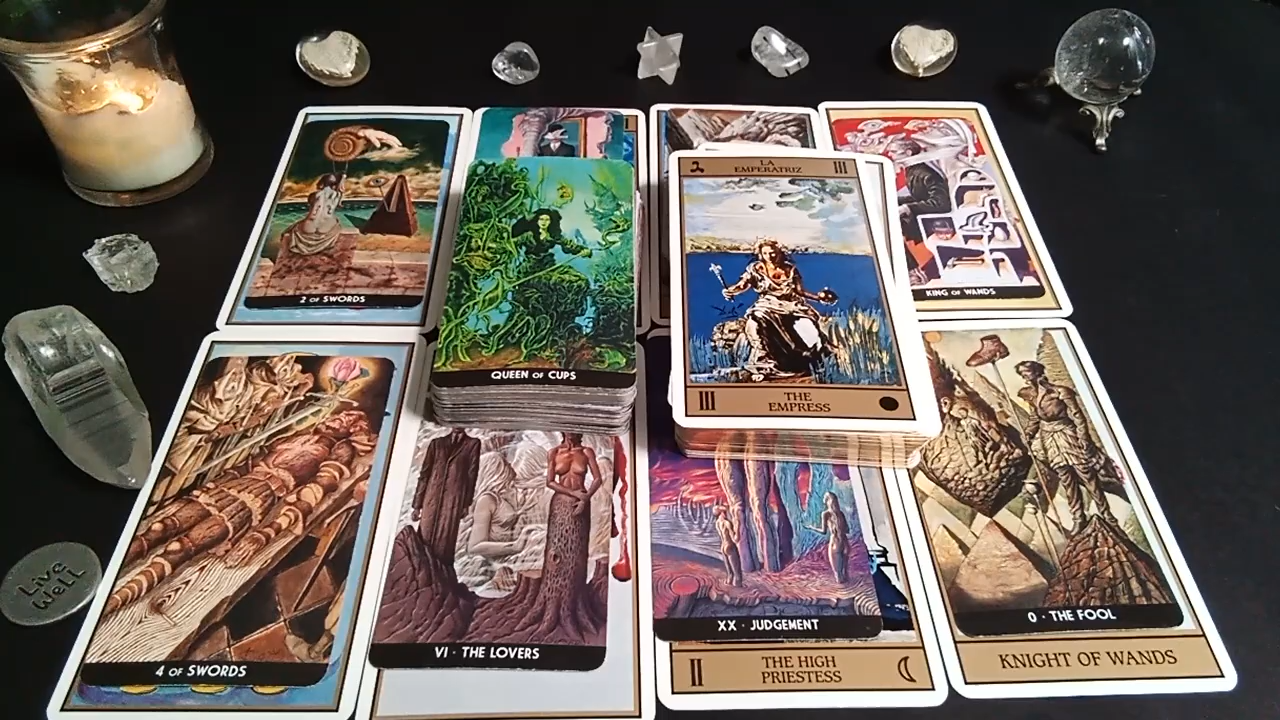 2 OF SWORDS
QUEEN OF CUPS
LA
EMPERATRIZ
III
III
THE
EMPRESS
KING OF WANDS
Live
Well
4 OF SWORDS
VI · THE LOVERS
XX · JUDGEMENT
II
THE HIGH
PRIESTESS
0 · THE FOOL
KNIGHT OF WANDS